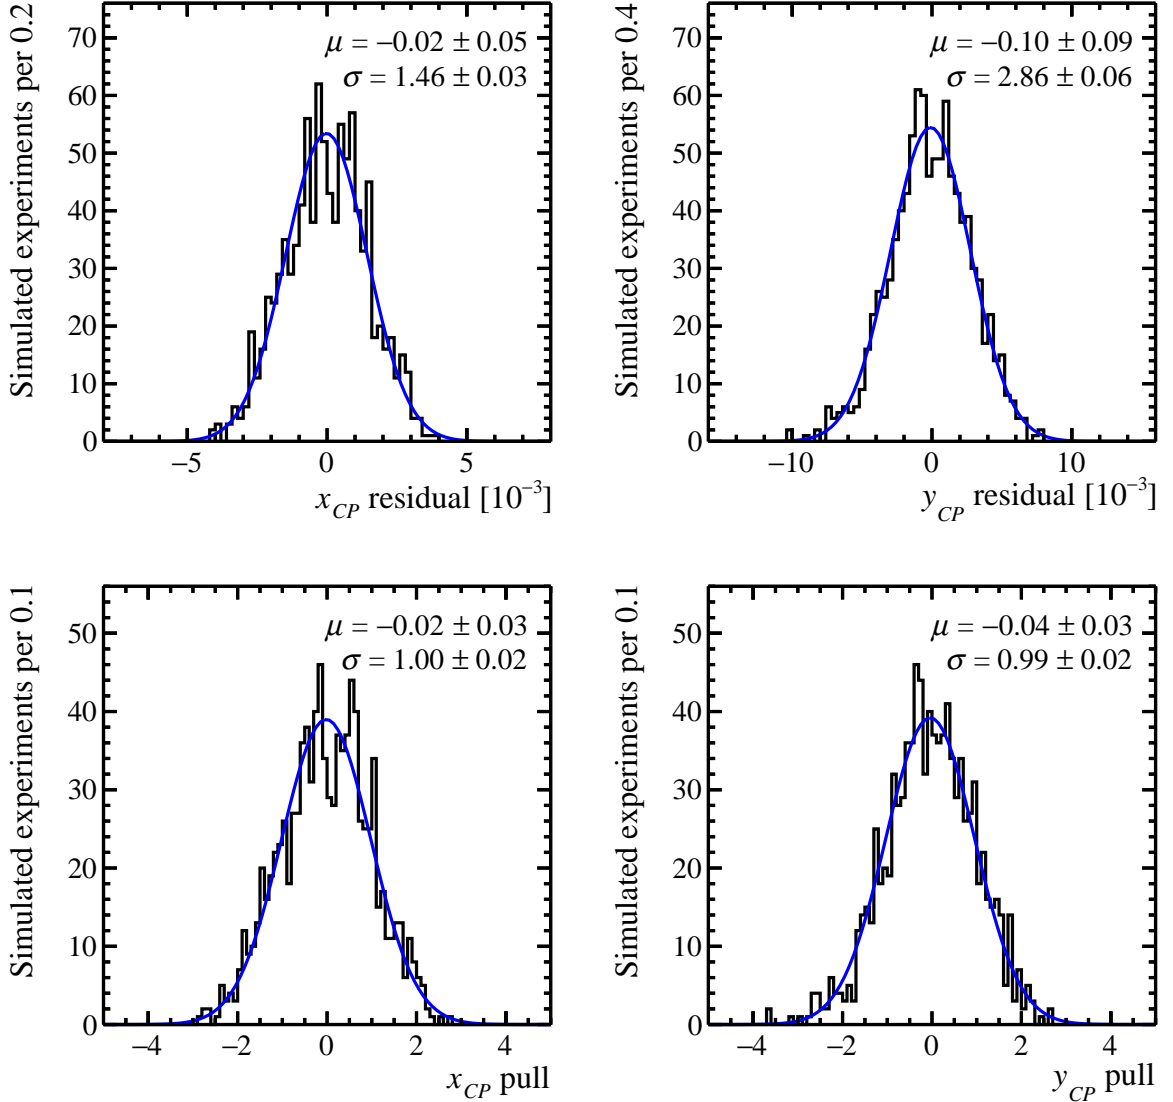 Simulated experiments per 0.2
70
60
50
40
30
20
10
0
μ = −0.02 ± 0.05
σ = 1.46 ± 0.03
−5 0 5
x_CP residual [10⁻³]
Simulated experiments per 0.4
70
60
50
40
30
20
10
0
μ = −0.10 ± 0.09
σ = 2.86 ± 0.06
−10 0 10
y_CP residual [10⁻³]
Simulated experiments per 0.1
50
40
30
20
10
0
μ = −0.02 ± 0.03
σ = 1.00 ± 0.02
−4 −2 0 2 4
x_CP pull
Simulated experiments per 0.1
50
40
30
20
10
0
μ = −0.04 ± 0.03
σ = 0.99 ± 0.02
−4 −2 0 2 4
y_CP pull